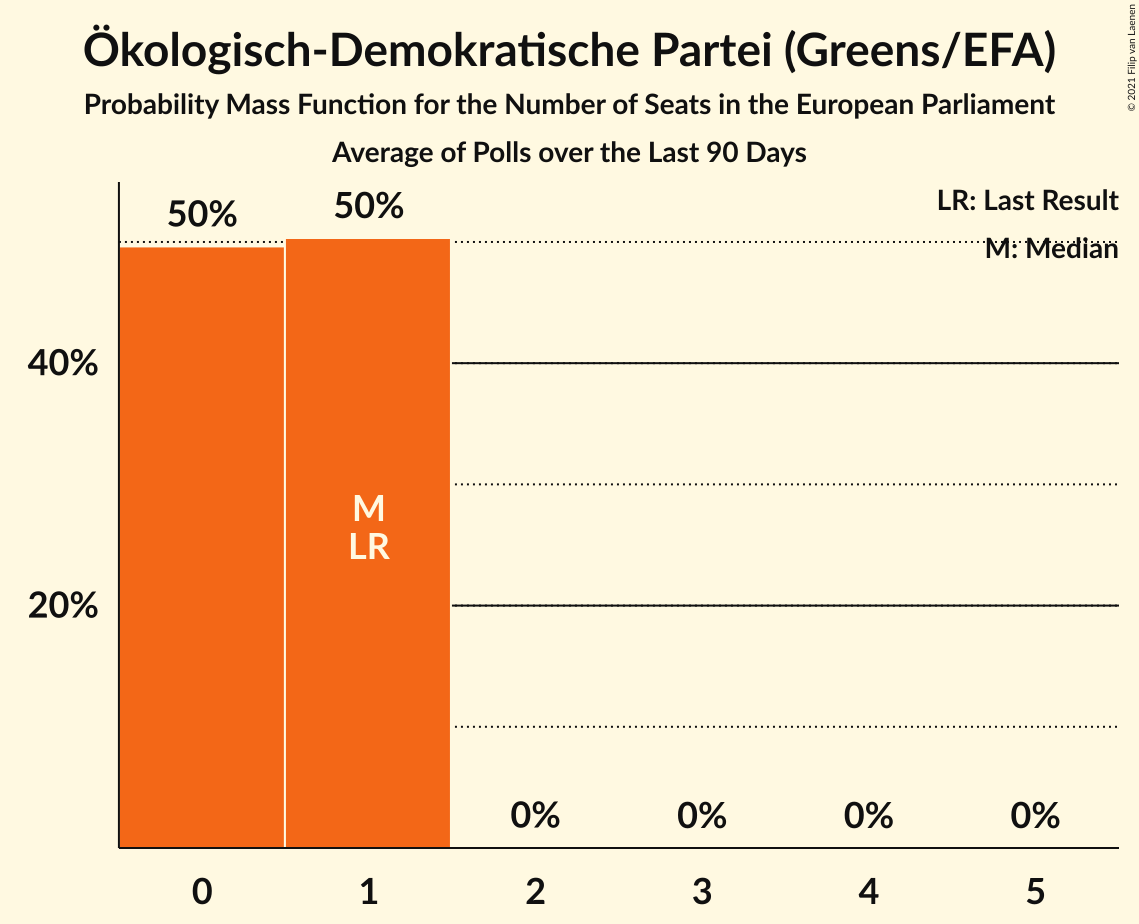 Ökologisch-Demokratische Partei (Greens/EFA)
Probability Mass Function for the Number of Seats in the European Parliament
Average of Polls over the Last 90 Days
© 2021 Filip van Laenen
LR: Last Result
M: Median
50%
50%
40%
20%
M
LR
0%
0%
0%
0%
0
1
2
3
4
5